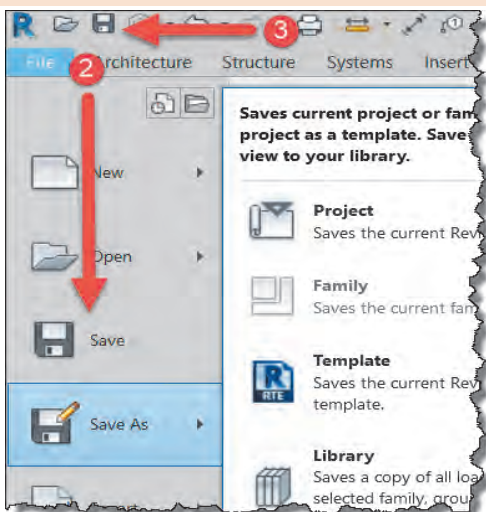 R
3
File Architecture Structure Systems Insert
2
Saves current project or fam
project as a template. Save
view to your library.
New
Project
Saves the current Rev
Open
Family
Saves the current fam
Save
Template
Saves the current Rev
template.
R
RTE
Save As
Library
Saves a copy of all loa
selected family, grou